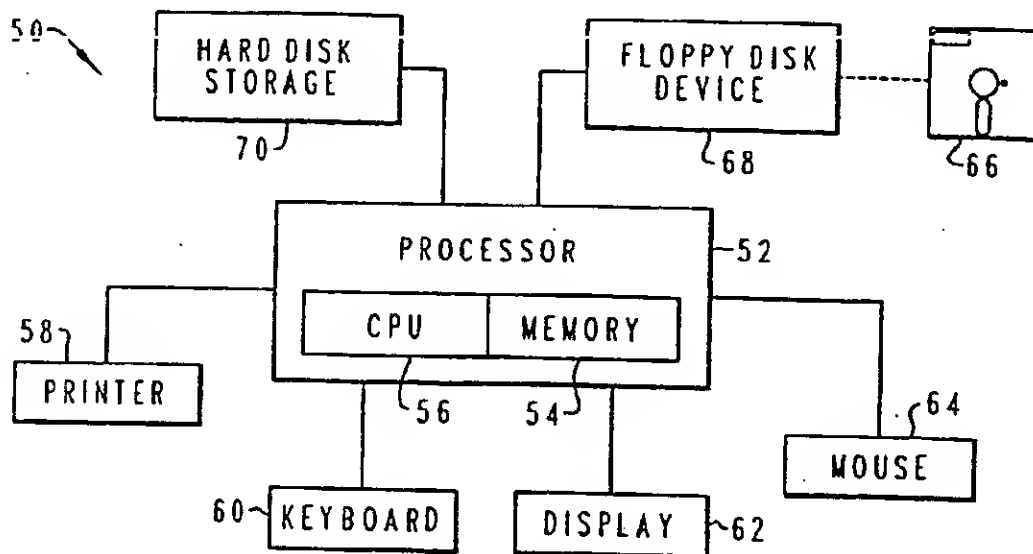 50
HARD DISK
STORAGE
70
FLOPPY DISK
DEVICE
68
66
PROCESSOR
52
CPU
MEMORY
56
54
58
PRINTER
60
KEYBOARD
DISPLAY
62
64
MOUSE